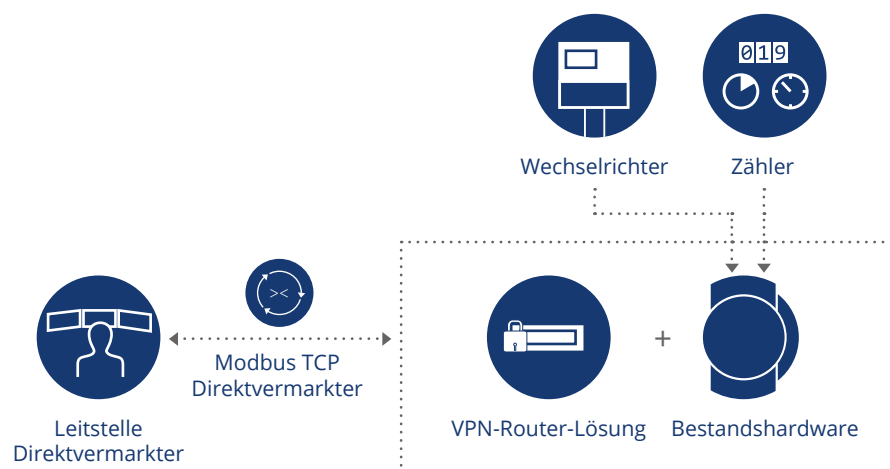 019
Wechselrichter
Zähler
><
Modbus TCP
Direktvermarkter
+
Leitstelle
Direktvermarkter
VPN-Router-Lösung
Bestandshardware